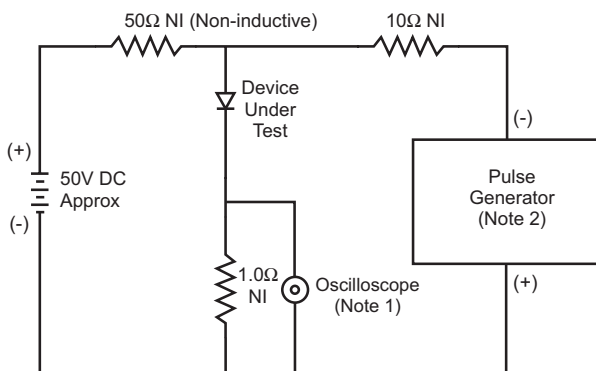 50Ω NI (Non-inductive)
10Ω NI
Device
Under
Test
(+)
50V DC
Approx
(-)
(-)
Pulse
Generator
(Note 2)
(+)
1.0Ω
NI
Oscilloscope
(Note 1)